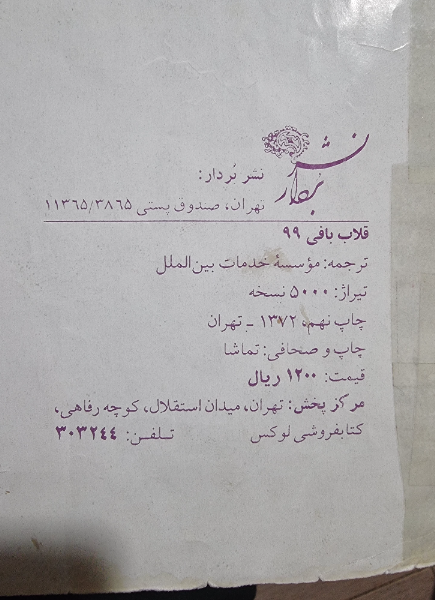 نشر بُردار
نشر بُردار:
تهران، صندوق پستی ۱۱۳۶۵/۳۸۶۵
قلاب بافی ۹۹
ترجمه: مؤسسهٔ خدمات بین‌الملل
تیراژ: ۵۰۰۰ نسخه
چاپ نهم، ۱۳۷۲ ـ تهران
چاپ و صحافی: تماشا
قیمت: ۱۲۰۰ ریال
مرکز پخش: تهران، میدان استقلال، کوچه رفاهی،
کتابفروشی لوکس تلـفـن: ۳۰۳۲۴۴